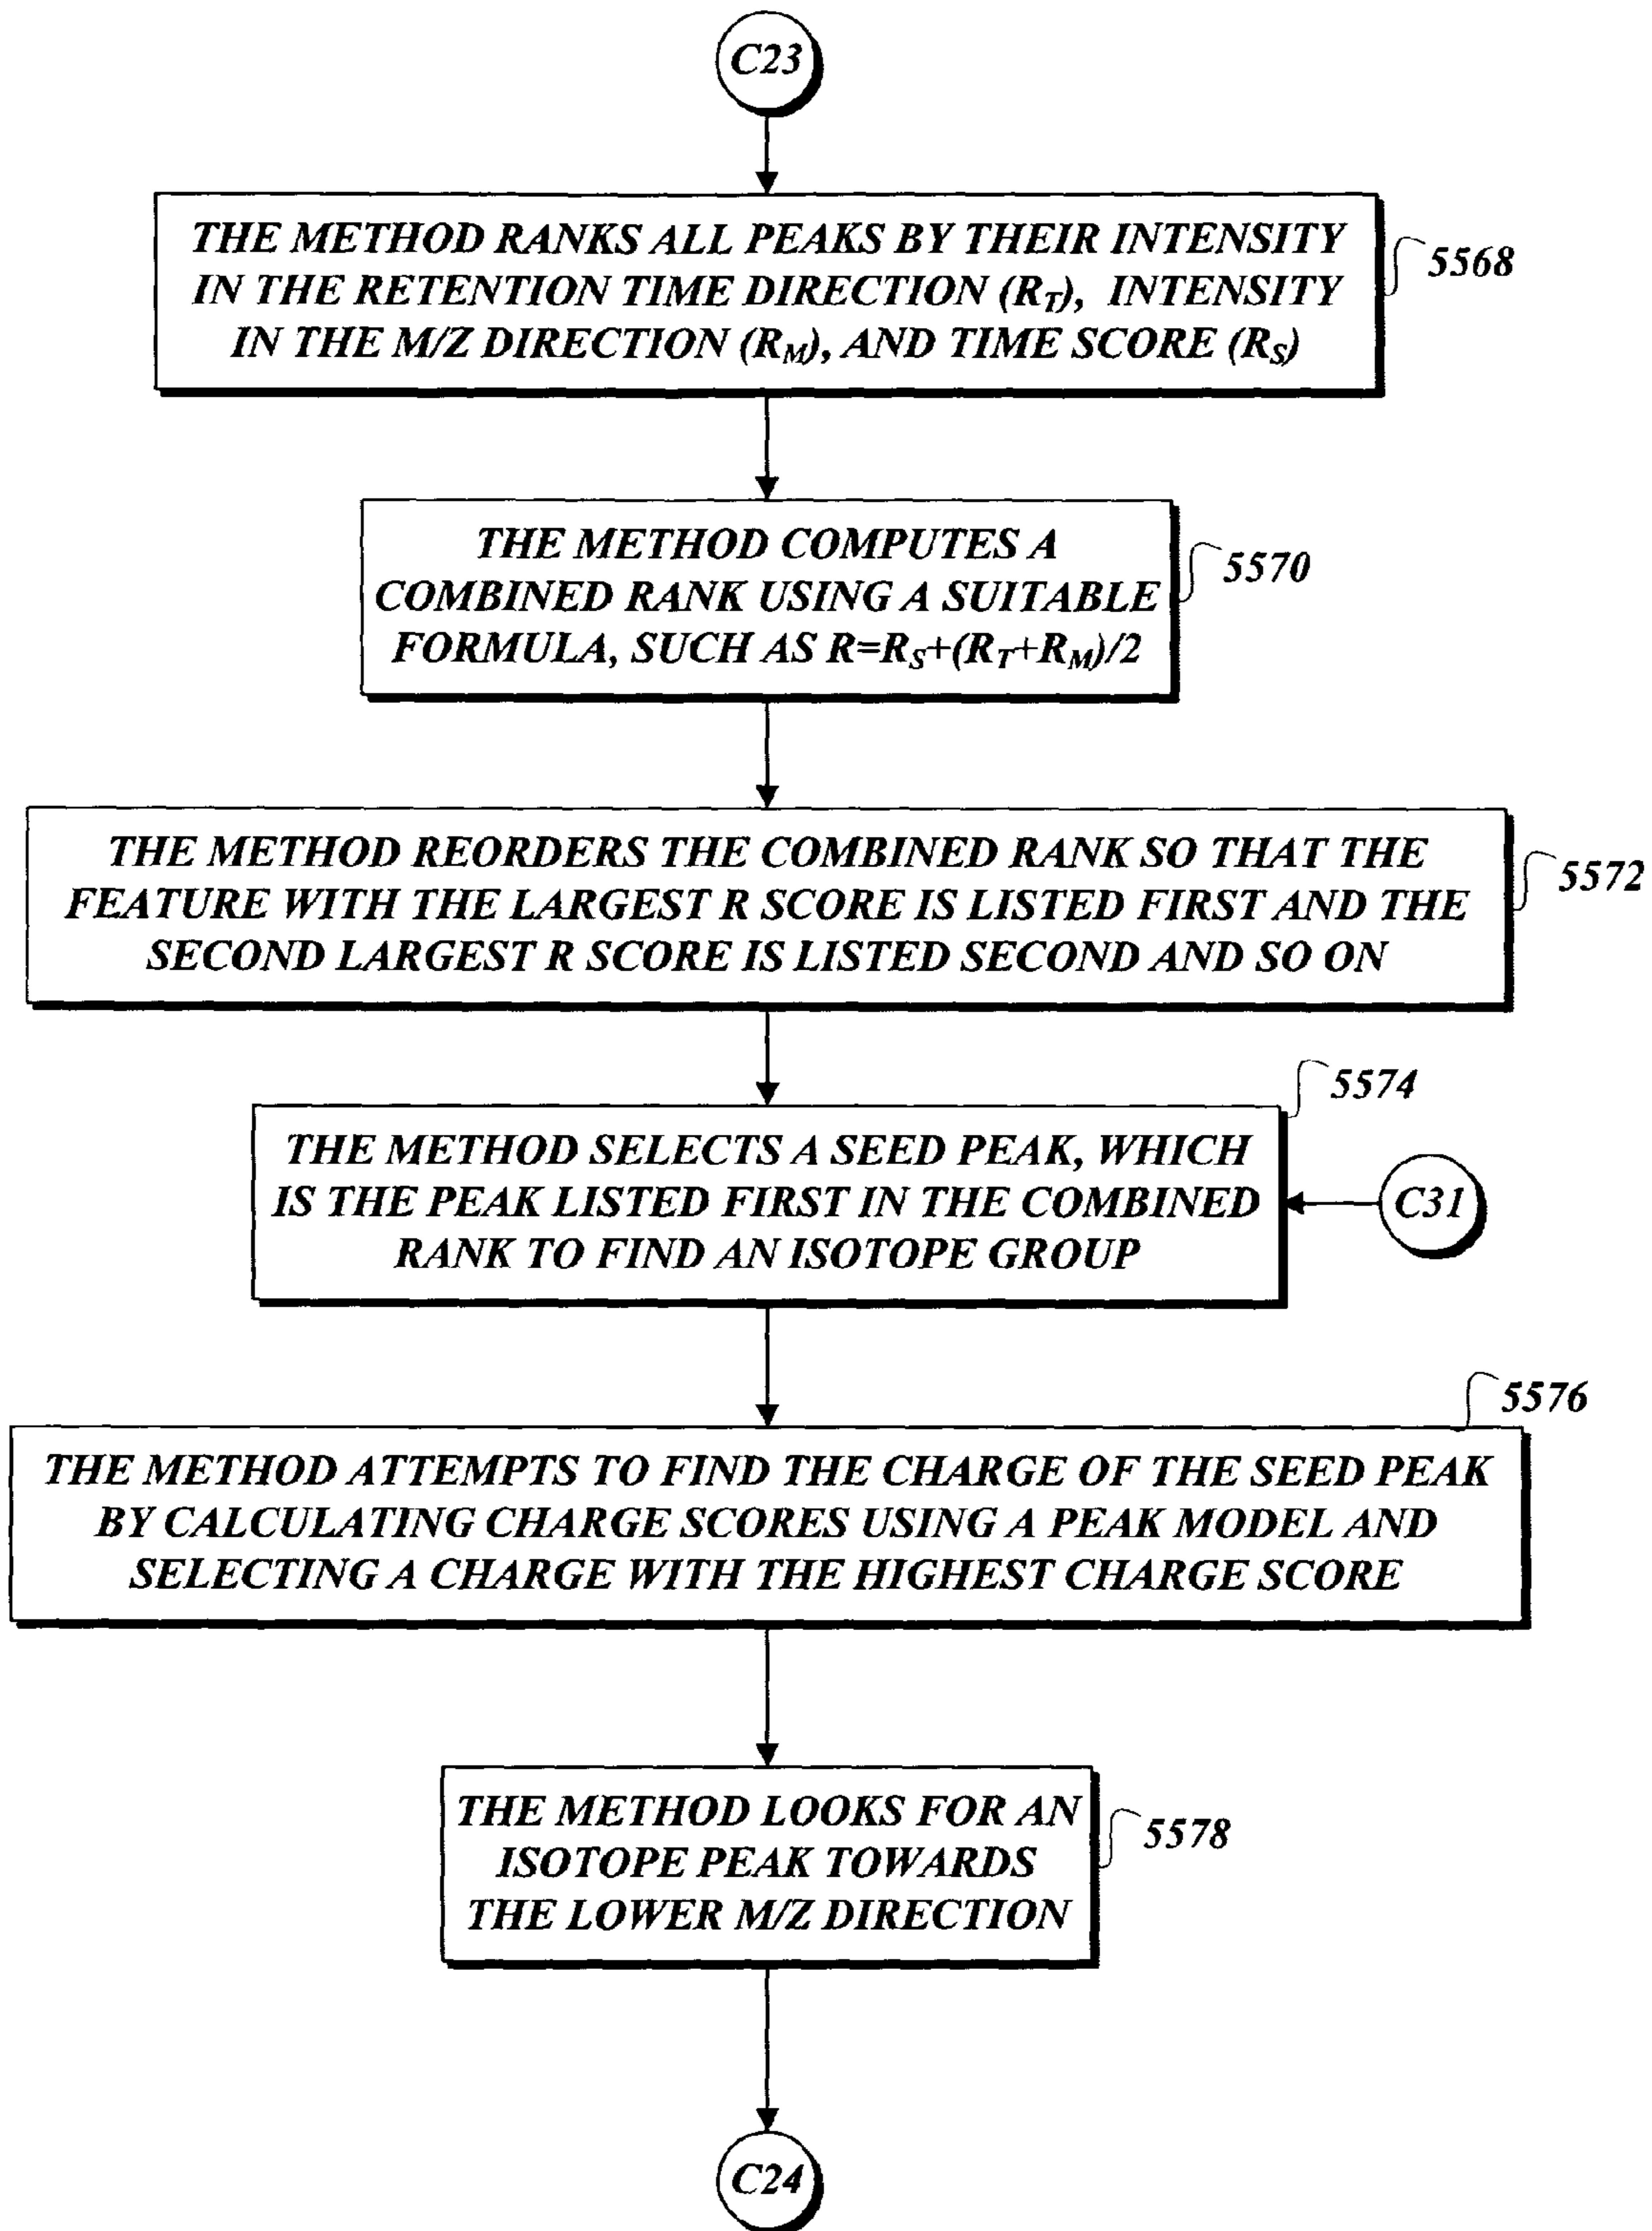 C23
THE METHOD RANKS ALL PEAKS BY THEIR INTENSITY
IN THE RETENTION TIME DIRECTION (R_T), INTENSITY
IN THE M/Z DIRECTION (R_M), AND TIME SCORE (R_S)
5568
THE METHOD COMPUTES A
COMBINED RANK USING A SUITABLE
FORMULA, SUCH AS R=R_S+(R_T+R_M)/2
5570
THE METHOD REORDERS THE COMBINED RANK SO THAT THE
FEATURE WITH THE LARGEST R SCORE IS LISTED FIRST AND THE
SECOND LARGEST R SCORE IS LISTED SECOND AND SO ON
5572
5574
THE METHOD SELECTS A SEED PEAK, WHICH
IS THE PEAK LISTED FIRST IN THE COMBINED
RANK TO FIND AN ISOTOPE GROUP
C31
5576
THE METHOD ATTEMPTS TO FIND THE CHARGE OF THE SEED PEAK
BY CALCULATING CHARGE SCORES USING A PEAK MODEL AND
SELECTING A CHARGE WITH THE HIGHEST CHARGE SCORE
THE METHOD LOOKS FOR AN
ISOTOPE PEAK TOWARDS
THE LOWER M/Z DIRECTION
5578
C24